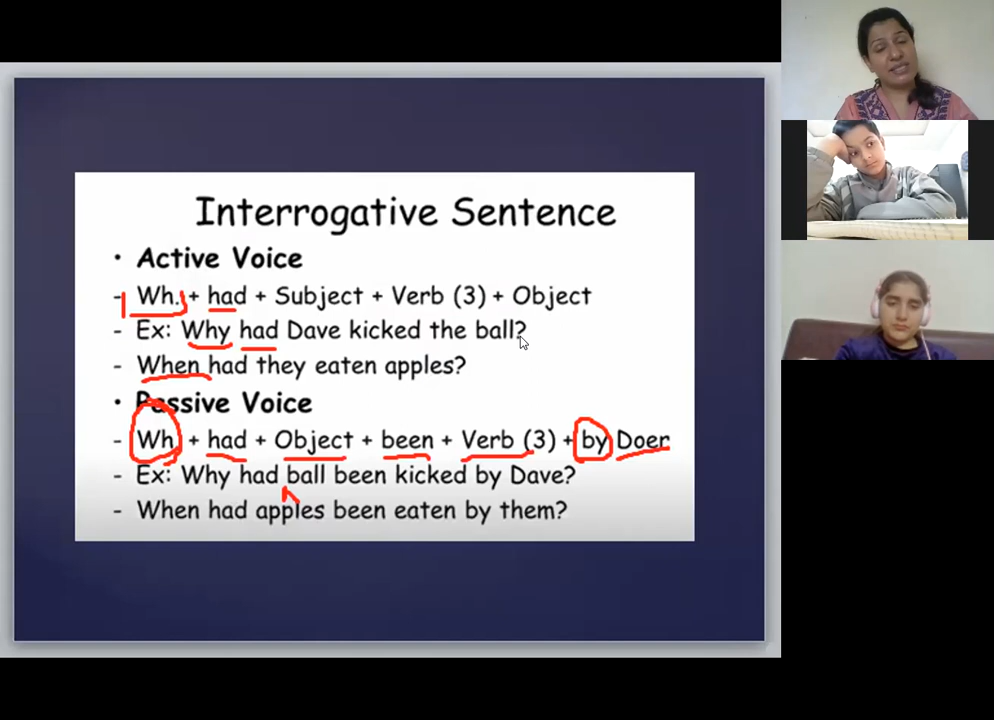 Interrogative Sentence
• Active Voice
- Wh. + had + Subject + Verb (3) + Object
- Ex: Why had Dave kicked the ball?
- When had they eaten apples?
• Passive Voice
- Wh + had + Object + been + Verb (3) + by Doer
- Ex: Why had ball been kicked by Dave?
- When had apples been eaten by them?